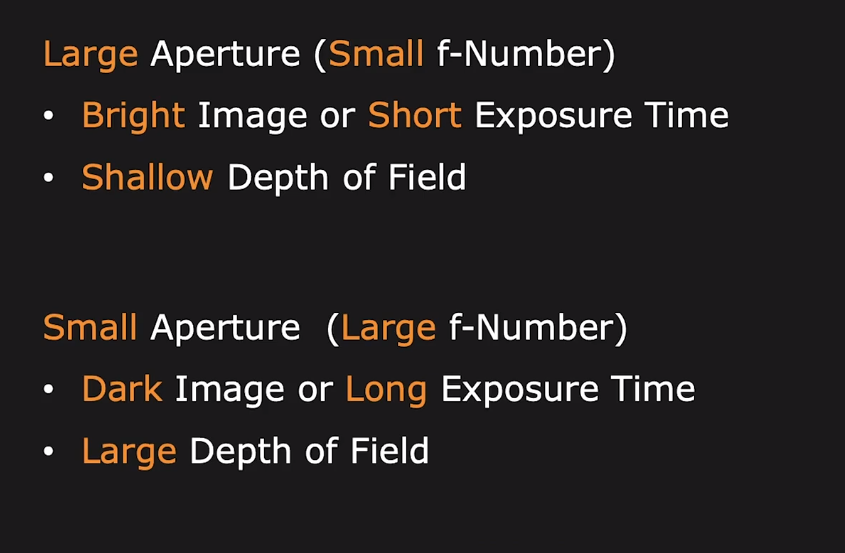 Large Aperture (Small f-Number)
• Bright Image or Short Exposure Time
• Shallow Depth of Field
Small Aperture (Large f-Number)
• Dark Image or Long Exposure Time
• Large Depth of Field